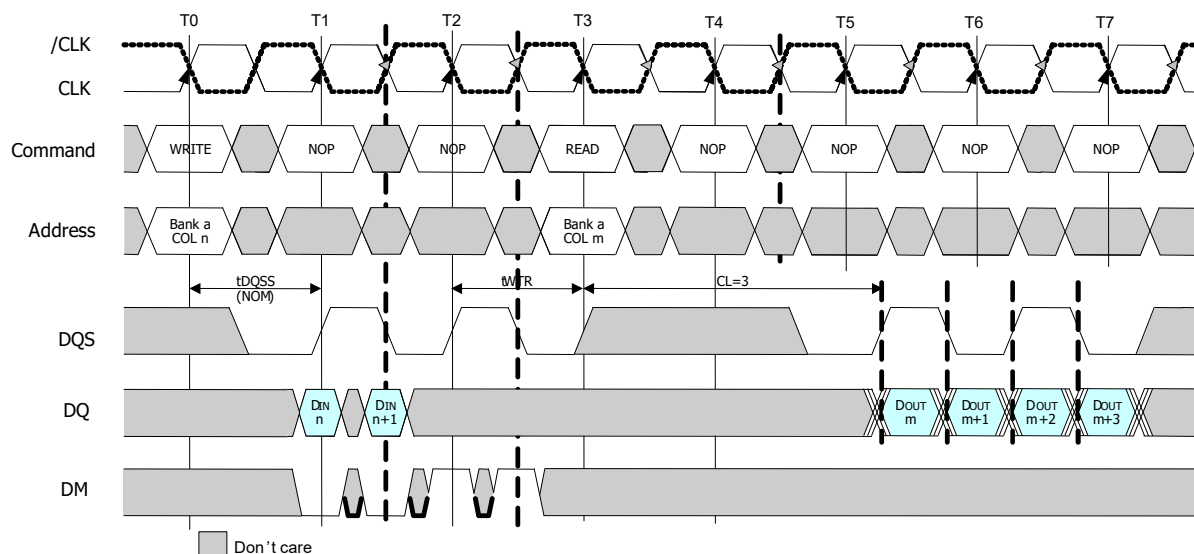 T0 T1 T2 T3 T4 T5 T6 T7
/CLK
CLK
Command WRITE NOP NOP READ NOP NOP NOP NOP
Address Bank a Bank a
COL n COL m
tDQSS tWTR CL=3
(NOM)
DQS
DQ DIN DIN DOUT DOUT DOUT DOUT
n n+1 m m+1 m+2 m+3
DM
Don't care